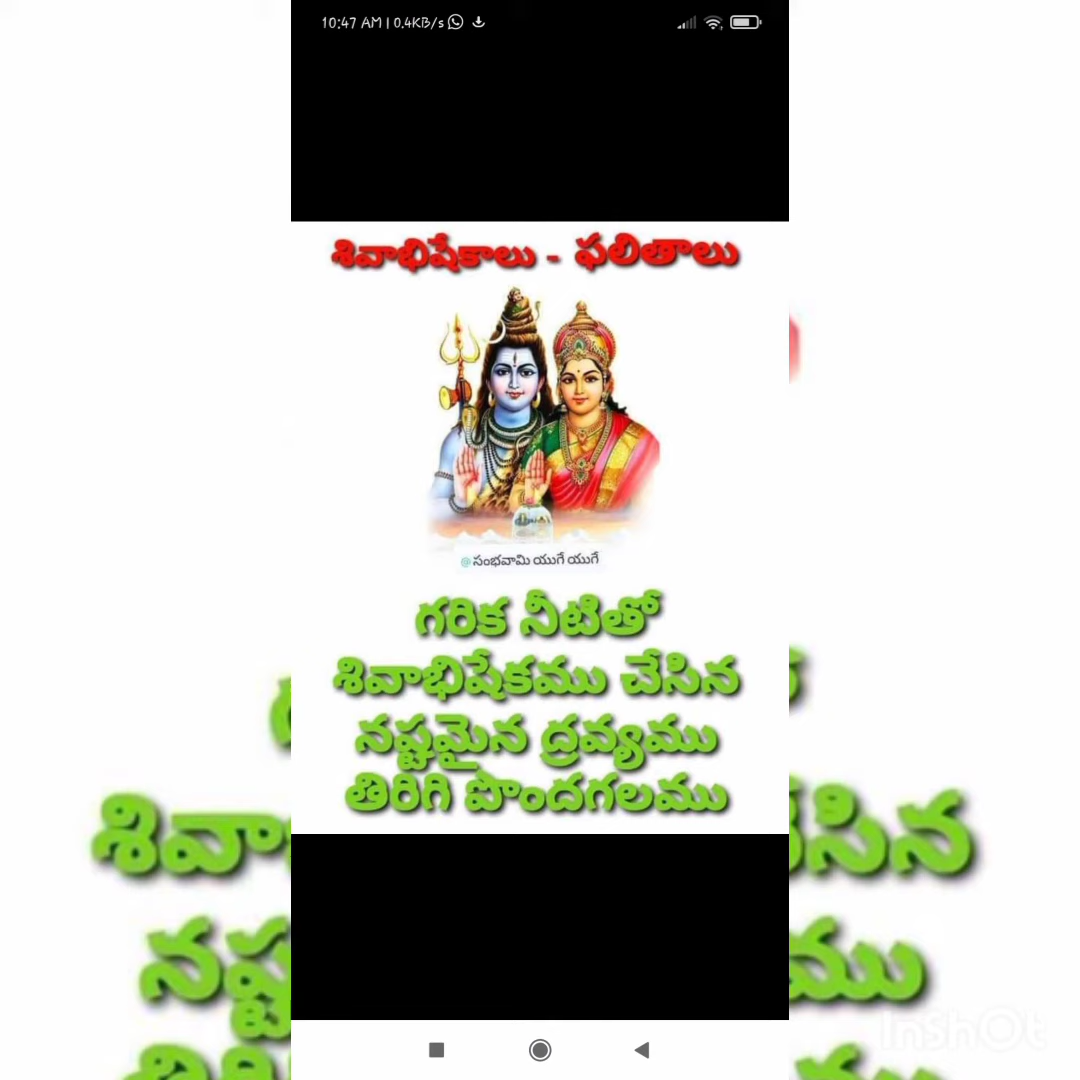 10:47 AM | 0.4KB/s
శివాభిషేకాలు - ఫలితాలు
@సంభవామి యుగే యుగే
గరిక నీటితో
శివాభిషేకము చేసిన
నష్టమైన ద్రవ్యము
తిరిగి పొందగలము
InShOt